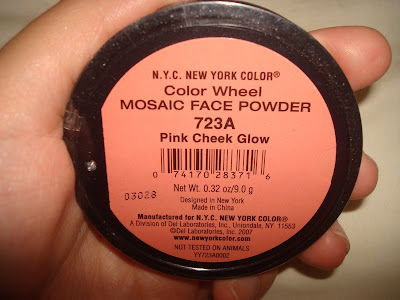 N.Y.C. NEW YORK COLOR®
Color Wheel
MOSAIC FACE POWDER
723A
Pink Cheek Glow
0 74170 28371 6
03028
Net Wt. 0.32 oz/9.0 g
Designed in New York
Made in China
Manufactured for N.Y.C. NEW YORK COLOR®
A Division of Del Laboratories, Inc. Uniondale, NY 11553
©Del Laboratories, Inc. 2007
www.newyorkcolor.com
NOT TESTED ON ANIMALS
YY723A0002